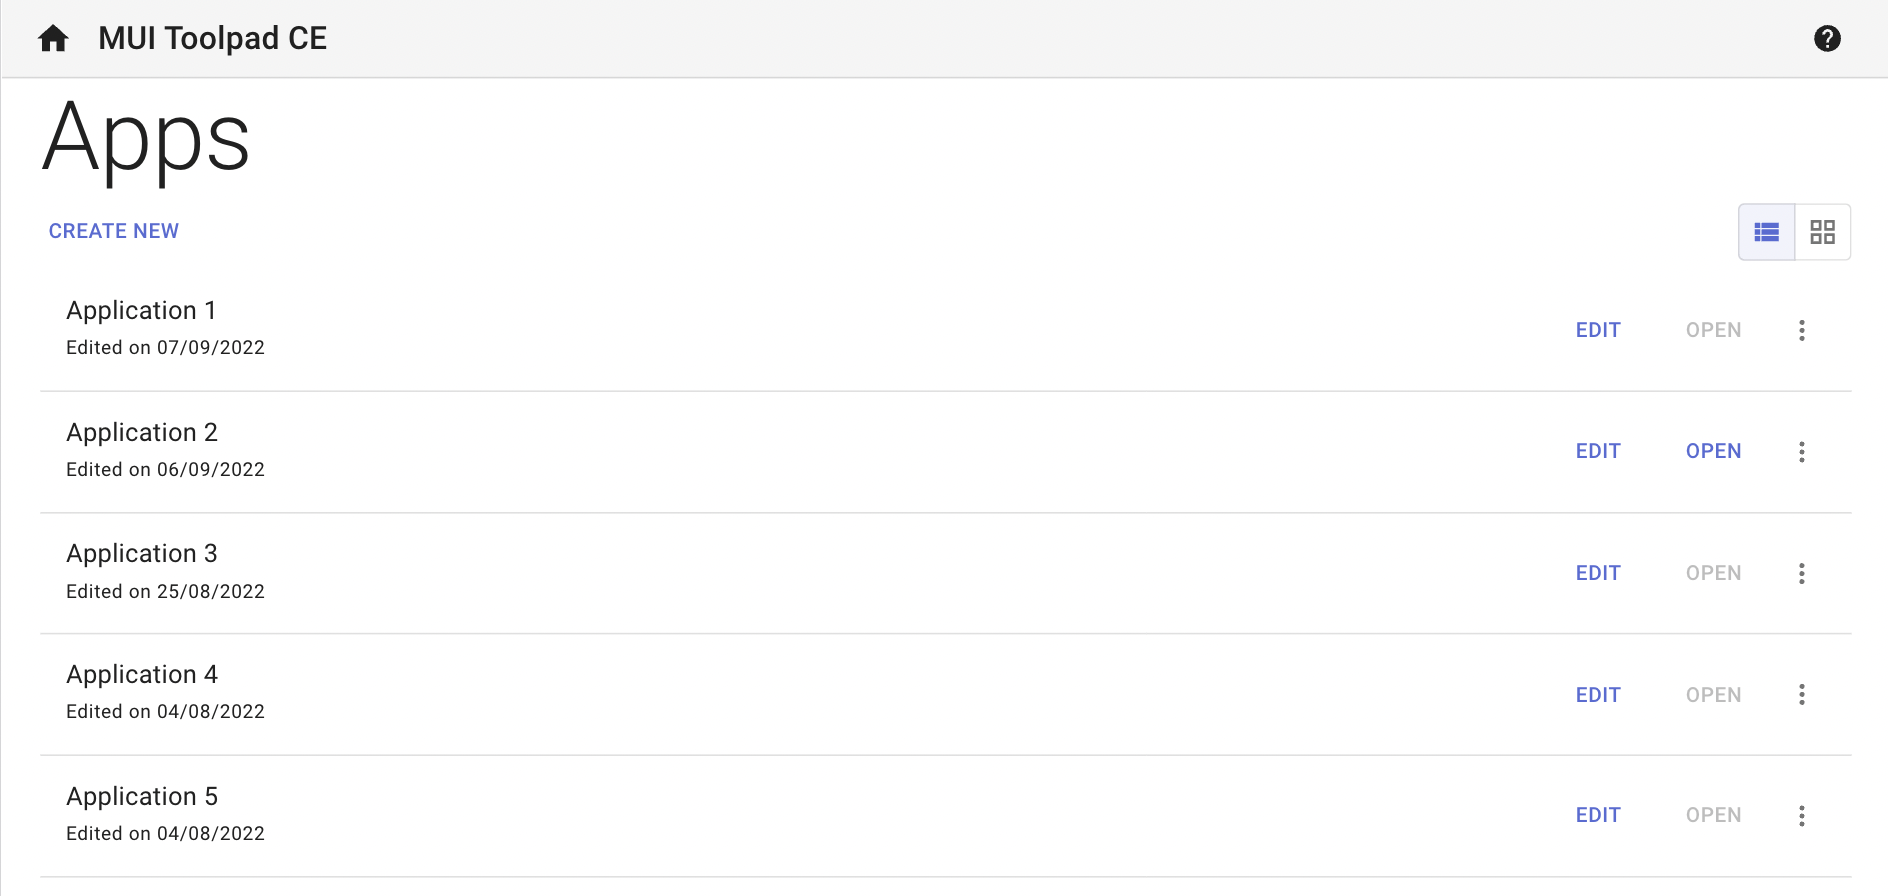 MUI Toolpad CE
Apps
CREATE NEW
Application 1
Edited on 07/09/2022
EDIT OPEN
Application 2
Edited on 06/09/2022
EDIT OPEN
Application 3
Edited on 25/08/2022
EDIT OPEN
Application 4
Edited on 04/08/2022
EDIT OPEN
Application 5
Edited on 04/08/2022
EDIT OPEN